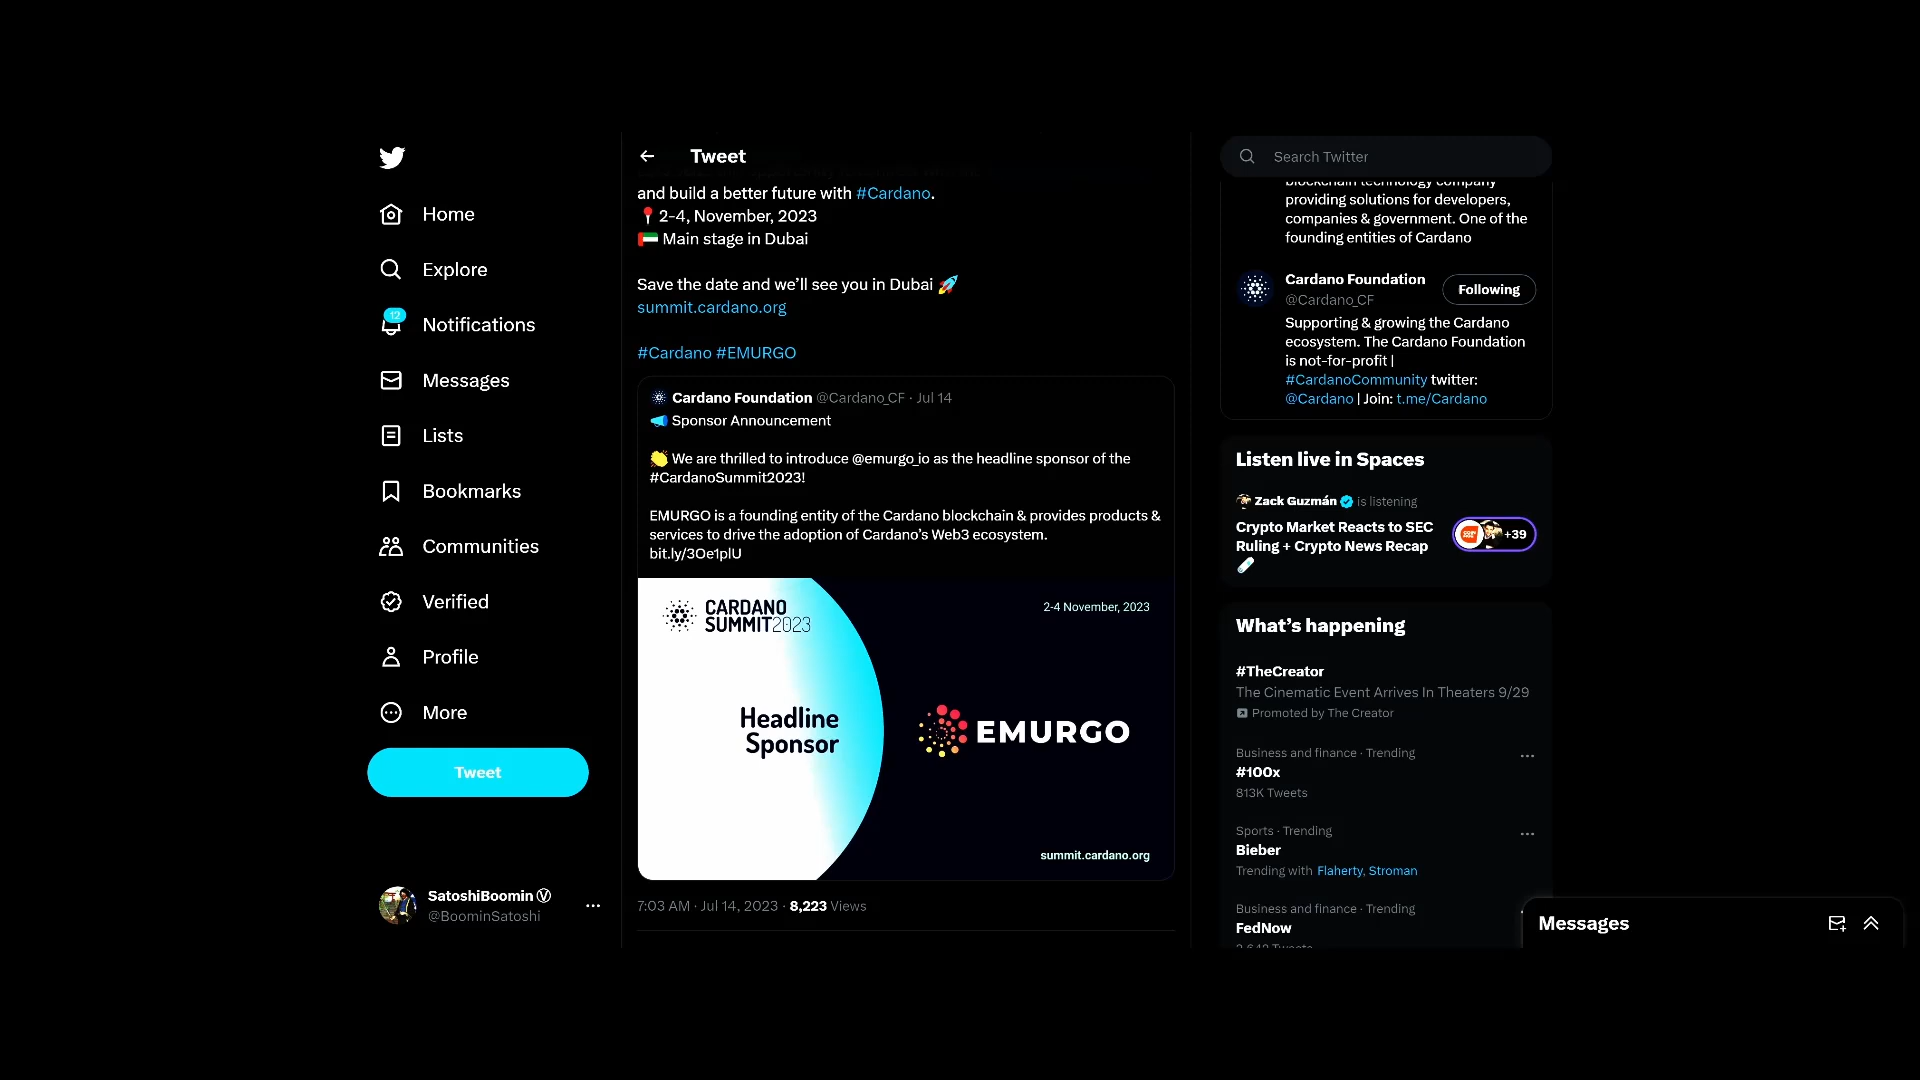 Home
Explore
12
Notifications
Messages
Lists
Bookmarks
Communities
Verified
Profile
More
Tweet
SatoshiBoomin Ⓥ
@BoominSatoshi
Tweet
and build a better future with #Cardano.
📍 2-4, November, 2023
🇦🇪 Main stage in Dubai
Save the date and we’ll see you in Dubai 🚀
summit.cardano.org
#Cardano #EMURGO
Cardano Foundation @Cardano_CF · Jul 14
📣 Sponsor Announcement
👏 We are thrilled to introduce @emurgo_io as the headline sponsor of the
#CardanoSummit2023!
EMURGO is a founding entity of the Cardano blockchain & provides products &
services to drive the adoption of Cardano’s Web3 ecosystem.
bit.ly/3Oe1plU
CARDANO
SUMMIT2023
2-4 November, 2023
Headline
Sponsor
EMURGO
summit.cardano.org
7:03 AM · Jul 14, 2023 · 8,223 Views
Search Twitter
blockchain technology company
providing solutions for developers,
companies & government. One of the
founding entities of Cardano
Cardano Foundation
@Cardano_CF
Following
Supporting & growing the Cardano
ecosystem. The Cardano Foundation
is not-for-profit |
#CardanoCommunity twitter:
@Cardano | Join: t.me/Cardano
Listen live in Spaces
Zack Guzmán is listening
Crypto Market Reacts to SEC
Ruling + Crypto News Recap
🧪
+39
What’s happening
#TheCreator
The Cinematic Event Arrives In Theaters 9/29
Promoted by The Creator
Business and finance · Trending
#100x
813K Tweets
Sports · Trending
Bieber
Trending with Flaherty, Stroman
Business and finance · Trending
FedNow
Messages